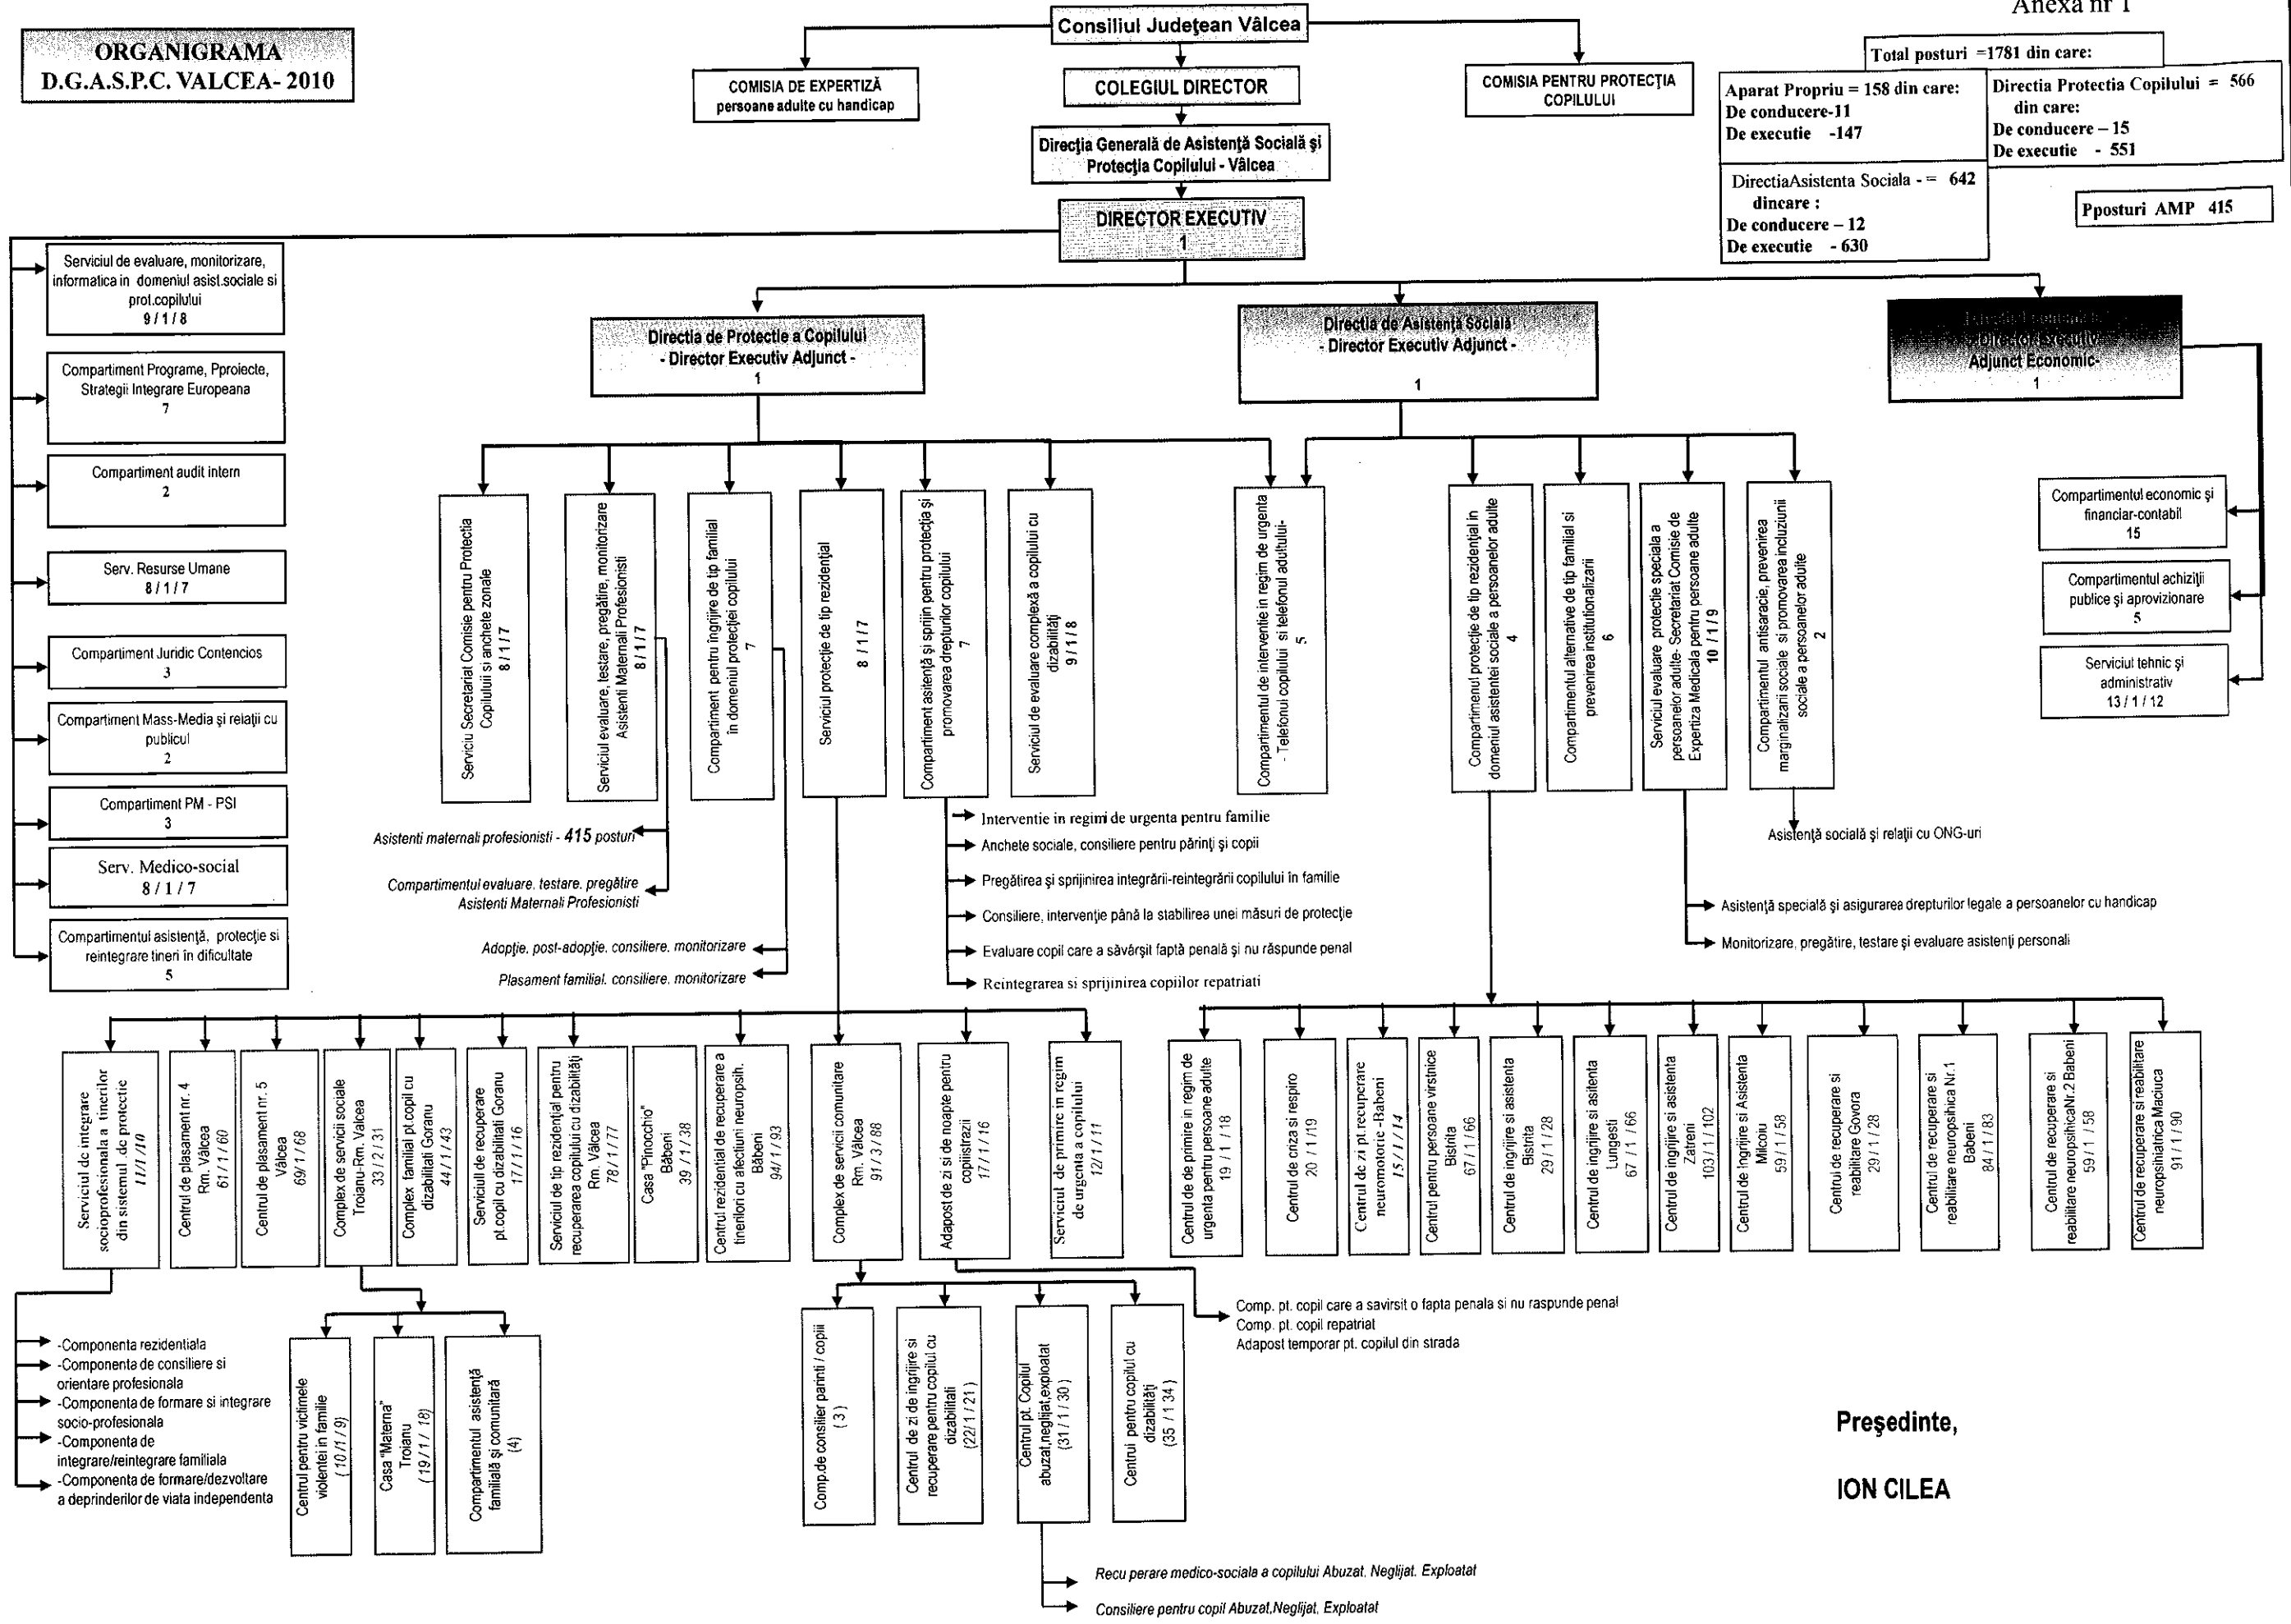 Anexa nr 1
ORGANIGRAMA
D.G.A.S.P.C. VALCEA- 2010
Consiliul Judeţean Vâlcea
COMISIA DE EXPERTIZĂ
persoane adulte cu handicap
COLEGIUL DIRECTOR
COMISIA PENTRU PROTECŢIA
COPILULUI
Direcţia Generală de Asistenţă Socială şi
Protecţia Copilului - Vâlcea
DIRECTOR EXECUTIV
1
Total posturi =1781 din care:
Aparat Propriu = 158 din care:
De conducere-11
De executie -147
Directia Protectia Copilului = 566
din care:
De conducere – 15
De executie - 551
DirectiaAsistenta Sociala - = 642
dincare :
De conducere – 12
De executie - 630
Pposturi AMP 415
Serviciul de evaluare, monitorizare,
informatica in domeniul asist.sociale si
prot.copilului
9 / 1 / 8
Compartiment Programe, Pproiecte,
Strategii Integrare Europeana
7
Compartiment audit intern
2
Serv. Resurse Umane
8 / 1 / 7
Compartiment Juridic Contencios
3
Compartiment Mass-Media şi relaţii cu
publicul
2
Compartiment PM - PSI
3
Serv. Medico-social
8 / 1 / 7
Compartimentul asistenţă, protecţie si
reintegrare tineri în dificultate
5
Directia de Protectie a Copilului
- Director Executiv Adjunct -
1
Directia de Asistenţă Socială
- Director Executiv Adjunct -
1
Director Executiv
Adjunct Economic-
1
Serviciu Secretariat Comisie pentru Protectia
Copiluluii si anchete zonale
8 / 1 / 7
Serviciul evaluare, testare, pregătire, monitorizare
Asistenti Maternali Profesionisti
8 / 1 / 7
Compartiment pentru îngrijire de tip familial
în domeniul protecţiei copilului
7
Serviciul protecţie de tip rezidenţial
8 / 1 / 7
Compartiment asitenţă şi sprijin pentru protecţia şi
promovarea drepturilor copilului
7
Serviciul de evaluare complexă a copilului cu
dizabilităţi
9 / 1 / 8
Compartimentul de interventie in regim de urgenta
- Telefonul copilului si telefonul adultului-
5
Compartimenul protecţie de tip rezidenţial in
domeniul asistentei sociale a persoanelor adulte
4
Compartimentul alternative de tip familial si
prevenirea institutionalizarii
6
Serviciul evaluare protectie speciala a
persoanelor adulte- Secretariat Comisie de
Expertiza Medicala pentru persoane adulte
10 / 1 / 9
Compartimentul antisaracie, prevenirea
marginalizarii sociale si promovarea incluziunii
sociale a persoanelor adulte
2
Compartimentul economic şi
financiar-contabil
15
Compartimentul achiziţii
publice şi aprovizionare
5
Serviciul tehnic şi
administrativ
13 / 1 / 12
Asistenti maternali profesionisti - 415 posturi
Compartimentul evaluare, testare, pregătire
Asistenti Maternali Profesionisti
Adopţie, post-adopţie, consiliere, monitorizare
Plasament familial, consiliere, monitorizare
Interventie in regim de urgenta pentru familie
Anchete sociale, consiliere pentru părinţi şi copii
Pregătirea şi sprijinirea integrării-reintegrării copilului în familie
Consiliere, intervenţie până la stabilirea unei măsuri de protecţie
Evaluare copil care a săvârşit faptă penală şi nu răspunde penal
Reintegrarea si sprijinirea copiilor repatriati
Asistenţă socială şi relaţii cu ONG-uri
Asistenţă specială şi asigurarea drepturilor legale a persoanelor cu handicap
Monitorizare, pregătire, testare şi evaluare asistenţi personali
Serviciul de integrare
socioprofesionala a tinerilor
din sistemul de protectie
11/1 /10
Centrul de plasament nr. 4
Rm. Vâlcea
61 / 1 / 60
Centrul de plasament nr. 5
Vâlcea
69/ 1 / 68
Complex de servicii sociale
Troianu-Rm. Valcea
33 / 2 / 31
Complex familial pt.copil cu
dizabilitati Goranu
44 / 1 / 43
Serviciull de recuperare
pt.copil cu dizabilitati Goranu
17 / 1 / 16
Serviciul de tip rezidenţial pentru
recuperarea copilului cu dizabilităţi
Rm. Vâlcea
78 / 1 / 77
Casa "Pinocchio"
Băbeni
39 / 1 / 38
Centrul rezidential de recuperare a
tinerilori cu afectiuni neuropsih.
Băbeni
94 / 1 / 93
Complex de servicii comunitare
Rm. Vâlcea
91 / 3 / 88
Adapost de zi si de noapte pentru
copiiistrazii
17 / 1 / 16
Serviciul de primire in regim
de urgenta a copilului
12/ 1 / 11
Centrul de de primire in regim de
urgenta pentru persoane adulte
19 / 1 / 18
Centrul de criza si respiro
20 / 1 /19
Centrul de zi pt.recuperare
neuromotorie -Babeni
15 / 1 / 14
Centrul pentru persoane virstnice
Bistrita
67 / 1 / 66
Centrul de ingrijire si asistenta
Bistrita
29 / 1 / 28
Centrul de ingrijire si asitenta
Lungesti
67 / 1 / 66
Centrul de ingrijire si asistenta
Zatreni
103 / 1 / 102
Centrul de Ingrijire si Asistenta
Milcoiu
59 / 1 / 58
Centrul de recuperare si
reabilitare Govora
29 / 1 / 28
Centrul de recuperare si
reabilitare neuropsihica Nr.1
Babeni
84 / 1 / 83
Centrul de recuperare si
reabilitare neuropsihicaNr.2 Babeni
59 / 1 / 58
Centrul de recuperare si reabilitare
neuropsihiatrica Maciuca
91 / 1 / 90
-Componenta rezidentiala
-Componenta de consiliere si
orientare profesionala
-Componenta de formare si integrare
socio-profesionala
-Componenta de
integrare/reintegrare familiala
-Componenta de formare/dezvoltare
a deprinderilor de viata independenta
Centrul pentru victimele
violentei in familie
( 10 / 1 / 9)
Casa "Materna"
Troianu
( 19 / 1 / 18)
Compartimentul asistenţă
familială şi comunitară
(4)
Comp.de consilier parinti / copiii
( 3 )
Centrul de zi de ingrijire si
recuperare pentru copilul cu
dizabilitati
(22/ 1 / 21 )
Centrul pt. Copilul
abuzat,neglijat,exploatat
(31 / 1 / 30 )
Centrul pentru copilul cu
dizabilităţi
(35 / 1 34 )
Comp. pt. copil care a savirsit o fapta penala si nu raspunde penal
Comp. pt. copil repatriat
Adapost temporar pt. copilul din strada
Recu perare medico-sociala a copilului Abuzat, Neglijat. Exploatat
Consiliere pentru copil Abuzat,Neglijat, Exploatat
Preşedinte,
ION CILEA